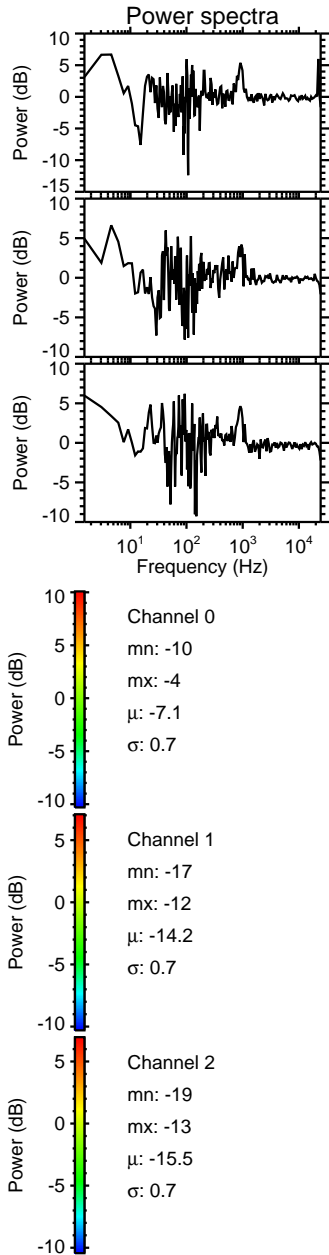 Power spectra
10
5
0
-5
-10
-15
Power (dB)
10
5
0
-5
-10
Power (dB)
10
5
0
-5
-10
Power (dB)
10¹ 10² 10³ 10⁴
Frequency (Hz)
10
5
0
-5
-10
Power (dB)
Channel 0
mn: -10
mx: -4
μ: -7.1
σ: 0.7
5
0
-5
-10
Power (dB)
Channel 1
mn: -17
mx: -12
μ: -14.2
σ: 0.7
5
0
-5
-10
Power (dB)
Channel 2
mn: -19
mx: -13
μ: -15.5
σ: 0.7